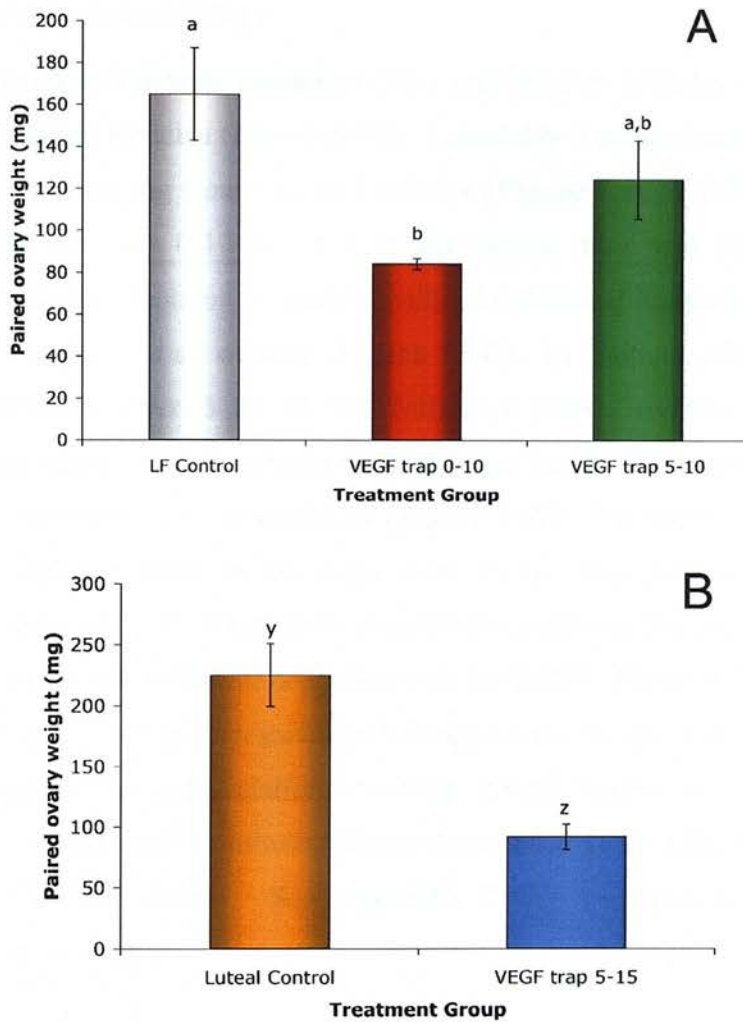 A
Paired ovary weight (mg)
200
180
160
140
120
100
80
60
40
20
0
a
b
a,b
LF Control
VEGF trap 0-10
VEGF trap 5-10
Treatment Group
B
Paired ovary weight (mg)
300
250
200
150
100
50
0
y
z
Luteal Control
VEGF trap 5-15
Treatment Group